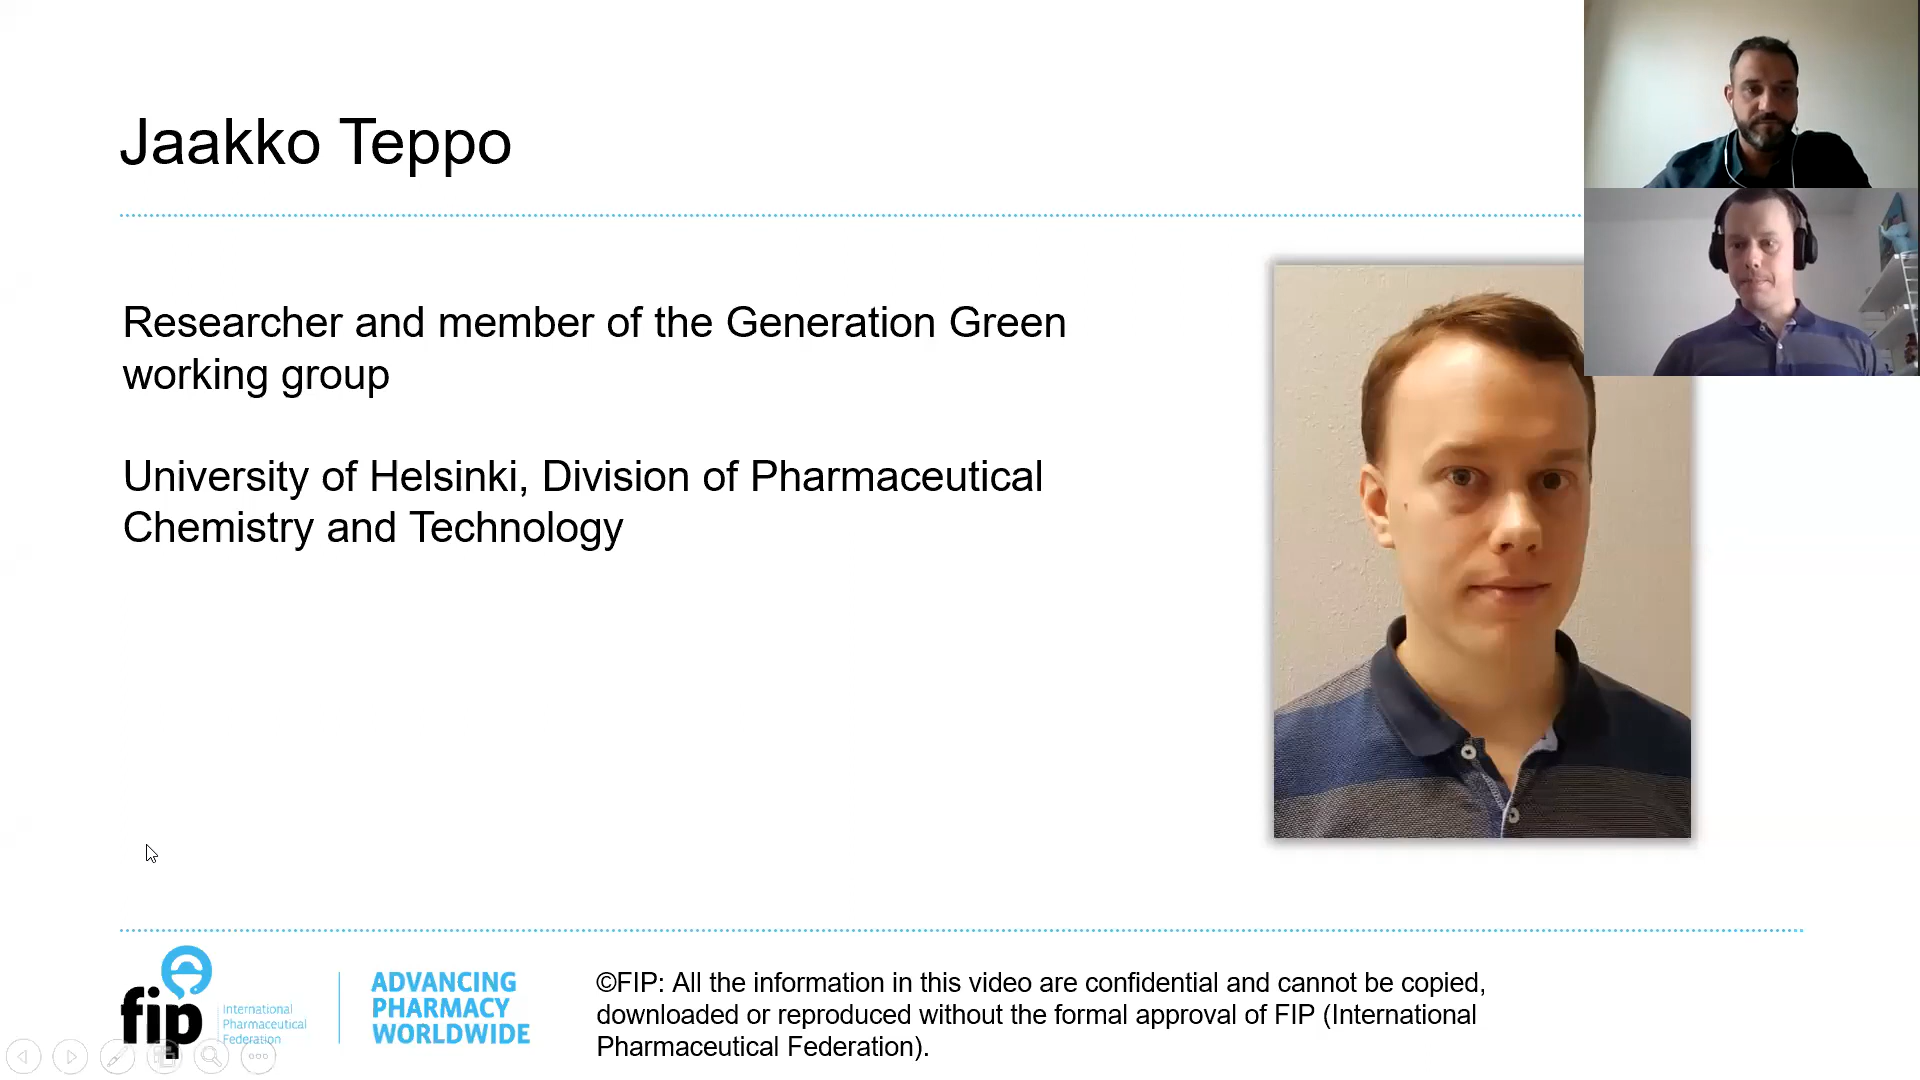 Jaakko Teppo
Researcher and member of the Generation Green
working group
University of Helsinki, Division of Pharmaceutical
Chemistry and Technology
fip
International
Pharmaceutical
Federation
ADVANCING
PHARMACY
WORLDWIDE
©FIP: All the information in this video are confidential and cannot be copied,
downloaded or reproduced without the formal approval of FIP (International
Pharmaceutical Federation).